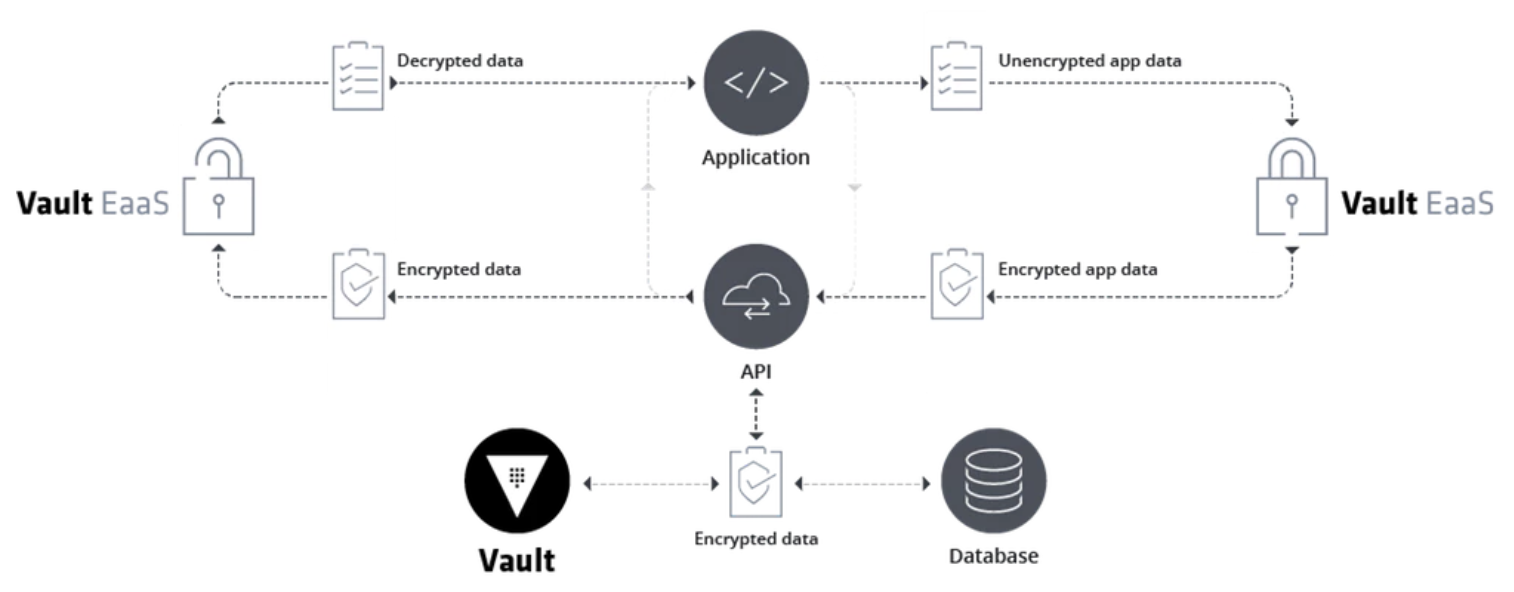 Decrypted data
Unencrypted app data
</>
Application
Vault EaaS
Vault EaaS
Encrypted data
Encrypted app data
API
Encrypted data
Vault
Database